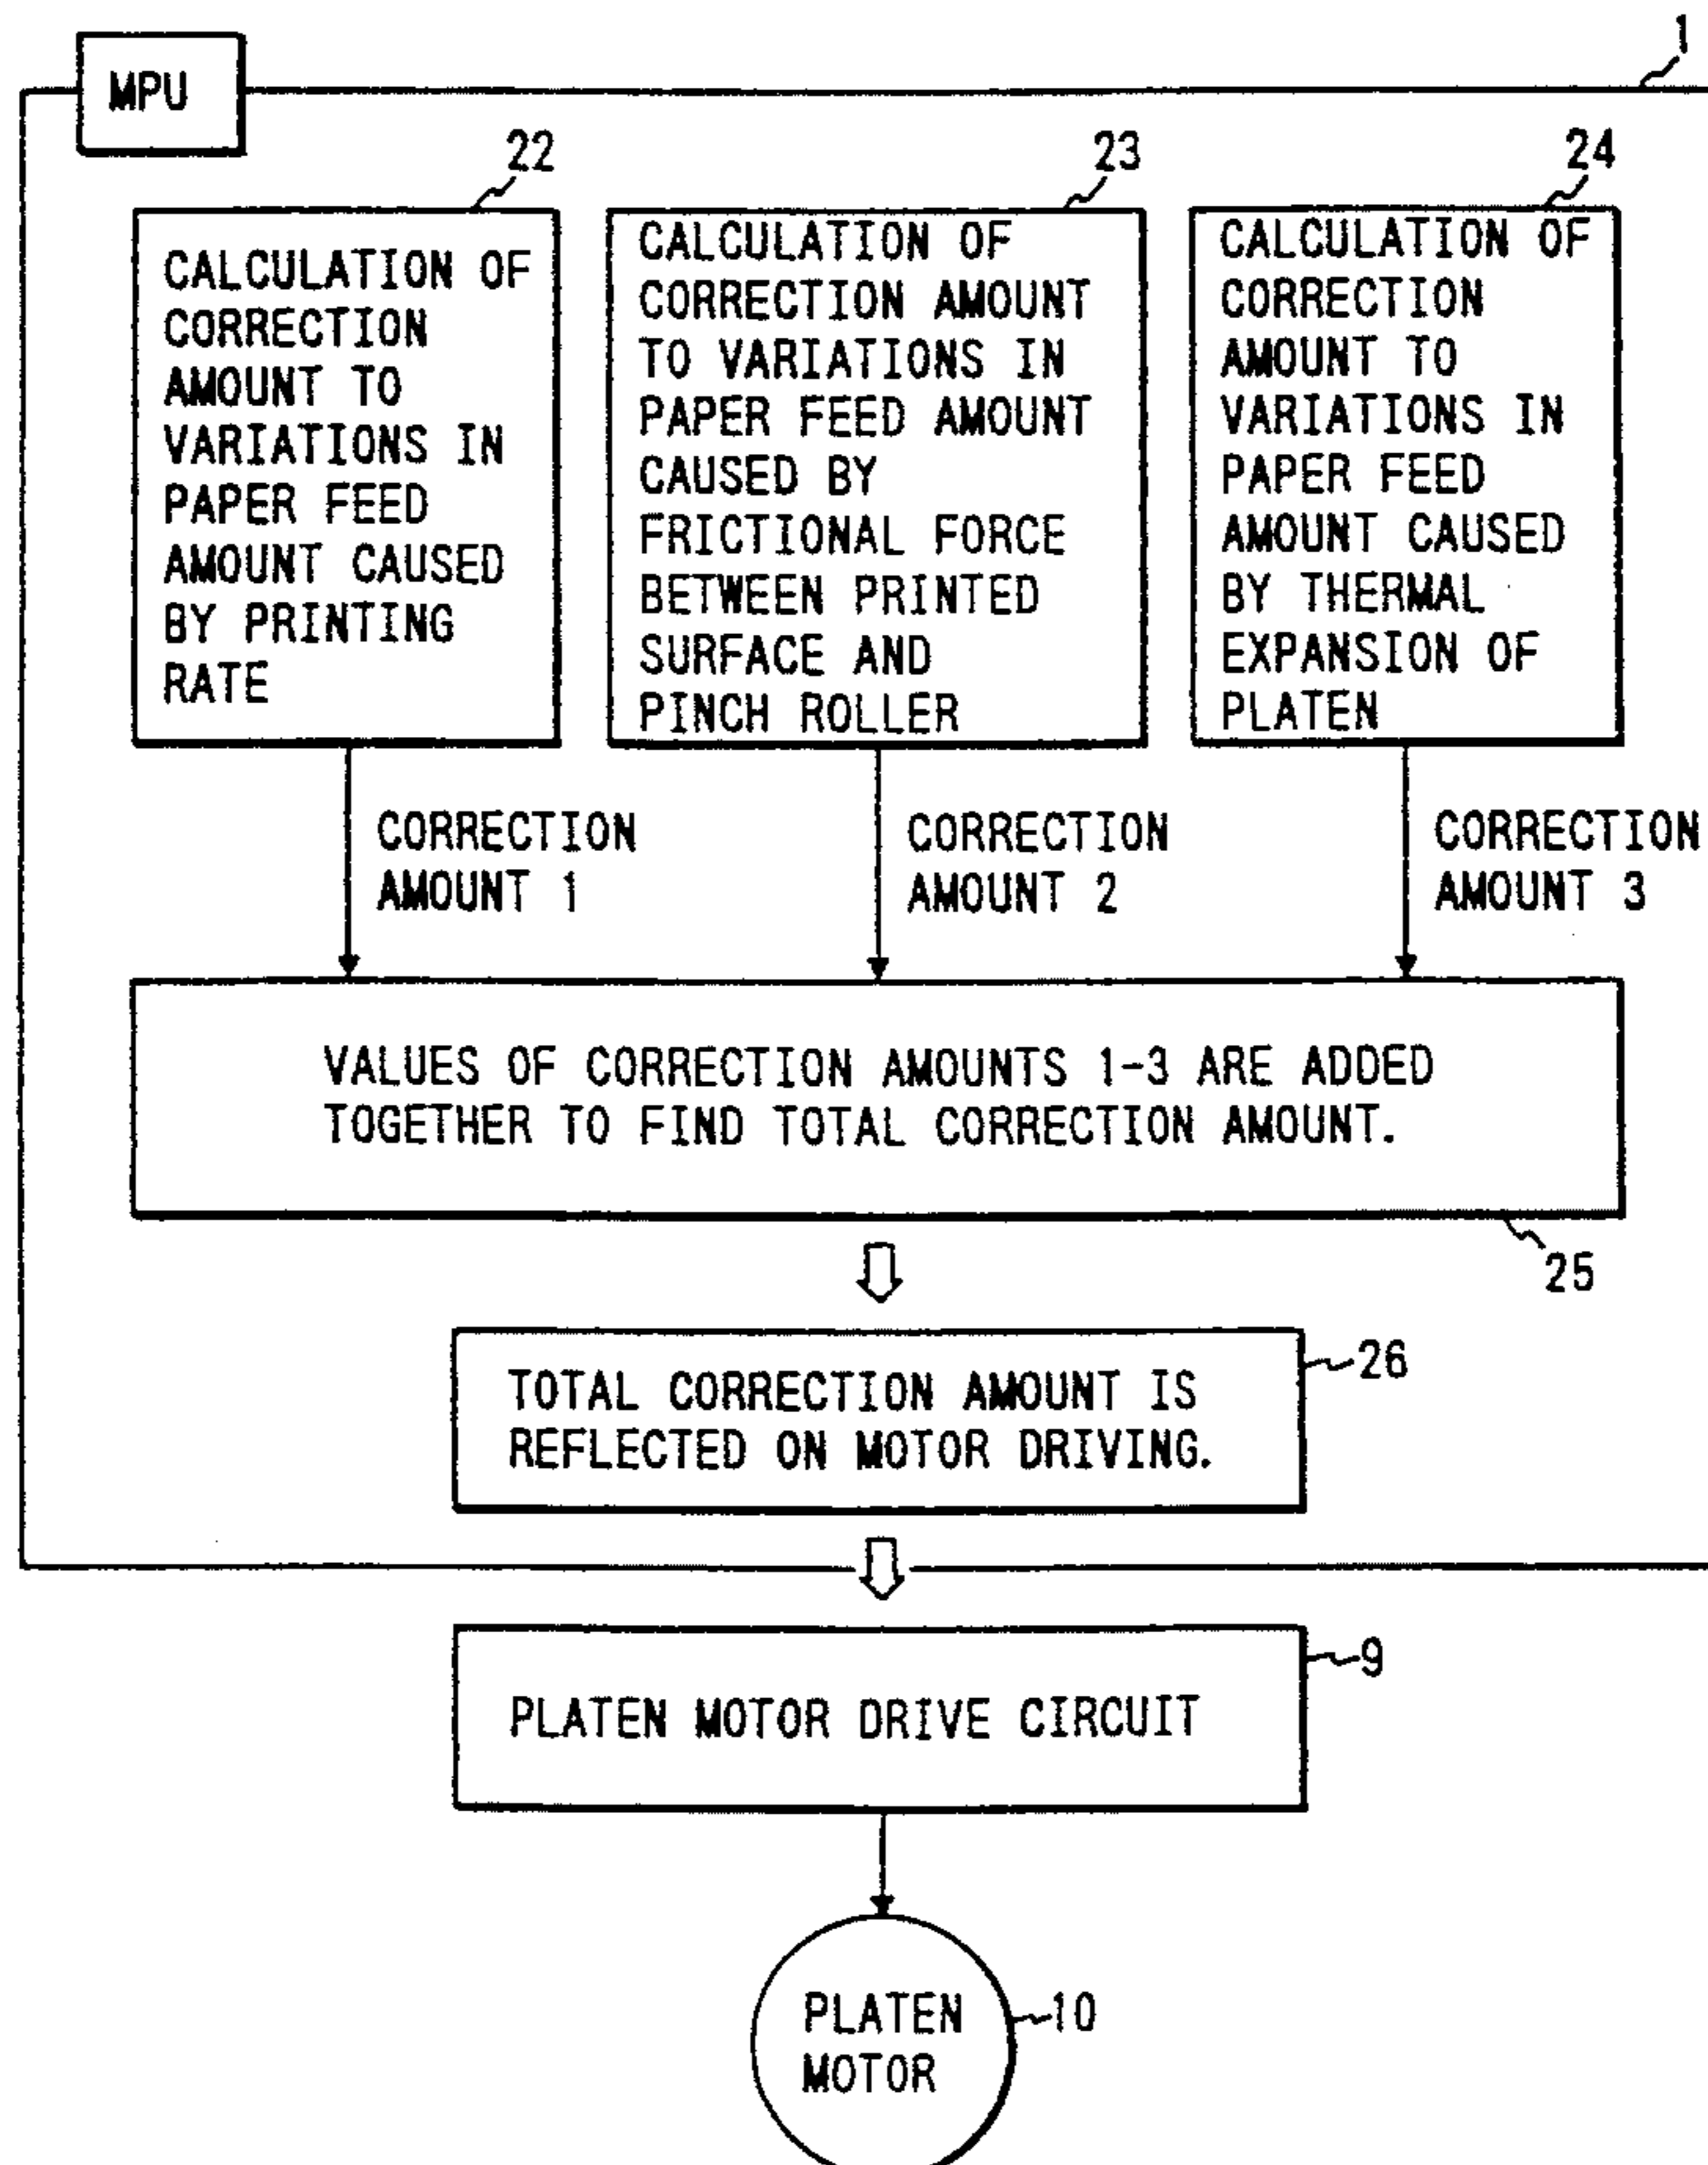 1
MPU
22
CALCULATION OF
CORRECTION
AMOUNT TO
VARIATIONS IN
PAPER FEED
AMOUNT CAUSED
BY PRINTING
RATE
23
CALCULATION OF
CORRECTION AMOUNT
TO VARIATIONS IN
PAPER FEED AMOUNT
CAUSED BY
FRICTIONAL FORCE
BETWEEN PRINTED
SURFACE AND
PINCH ROLLER
24
CALCULATION OF
CORRECTION
AMOUNT TO
VARIATIONS IN
PAPER FEED
AMOUNT CAUSED
BY THERMAL
EXPANSION OF
PLATEN
CORRECTION
AMOUNT 1
CORRECTION
AMOUNT 2
CORRECTION
AMOUNT 3
VALUES OF CORRECTION AMOUNTS 1-3 ARE ADDED
TOGETHER TO FIND TOTAL CORRECTION AMOUNT.
25
TOTAL CORRECTION AMOUNT IS
REFLECTED ON MOTOR DRIVING.
26
PLATEN MOTOR DRIVE CIRCUIT
9
PLATEN
MOTOR
10